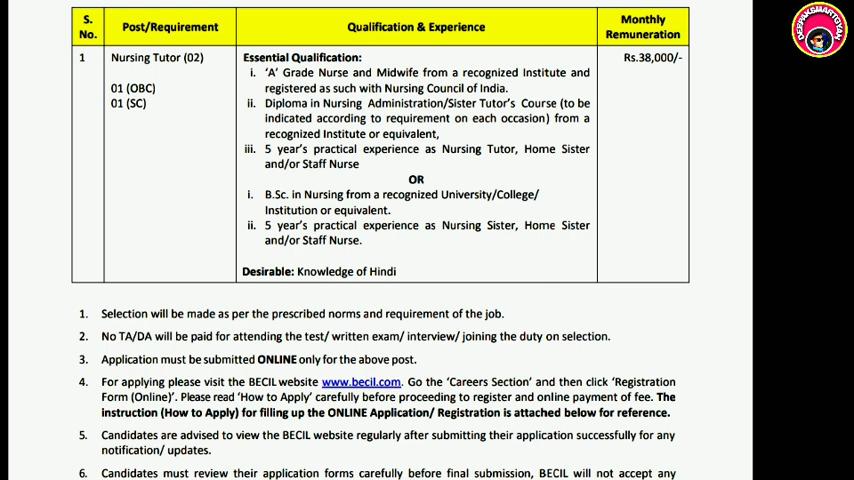 S. No. Post/Requirement Qualification & Experience Monthly Remuneration
1 Nursing Tutor (02) Essential Qualification: Rs.38,000/-
01 (OBC)
01 (SC)
i. ‘A’ Grade Nurse and Midwife from a recognized Institute and
registered as such with Nursing Council of India.
ii. Diploma in Nursing Administration/Sister Tutor’s Course (to be
indicated according to requirement on each occasion) from a
recognized Institute or equivalent,
iii. 5 year’s practical experience as Nursing Tutor, Home Sister
and/or Staff Nurse
OR
i. B.Sc. in Nursing from a recognized University/College/
Institution or equivalent.
ii. 5 year’s practical experience as Nursing Sister, Home Sister
and/or Staff Nurse.
Desirable: Knowledge of Hindi
1. Selection will be made as per the prescribed norms and requirement of the job.
2. No TA/DA will be paid for attending the test/ written exam/ interview/ joining the duty on selection.
3. Application must be submitted ONLINE only for the above post.
4. For applying please visit the BECIL website www.becil.com. Go the ‘Careers Section’ and then click ‘Registration
Form (Online)’. Please read ‘How to Apply’ carefully before proceeding to register and online payment of fee. The
instruction (How to Apply) for filling up the ONLINE Application/ Registration is attached below for reference.
5. Candidates are advised to view the BECIL website regularly after submitting their application successfully for any
notification/ updates.
6. Candidates must review their application forms carefully before final submission, BECIL will not accept any
DEEPAKSMARTGYAN